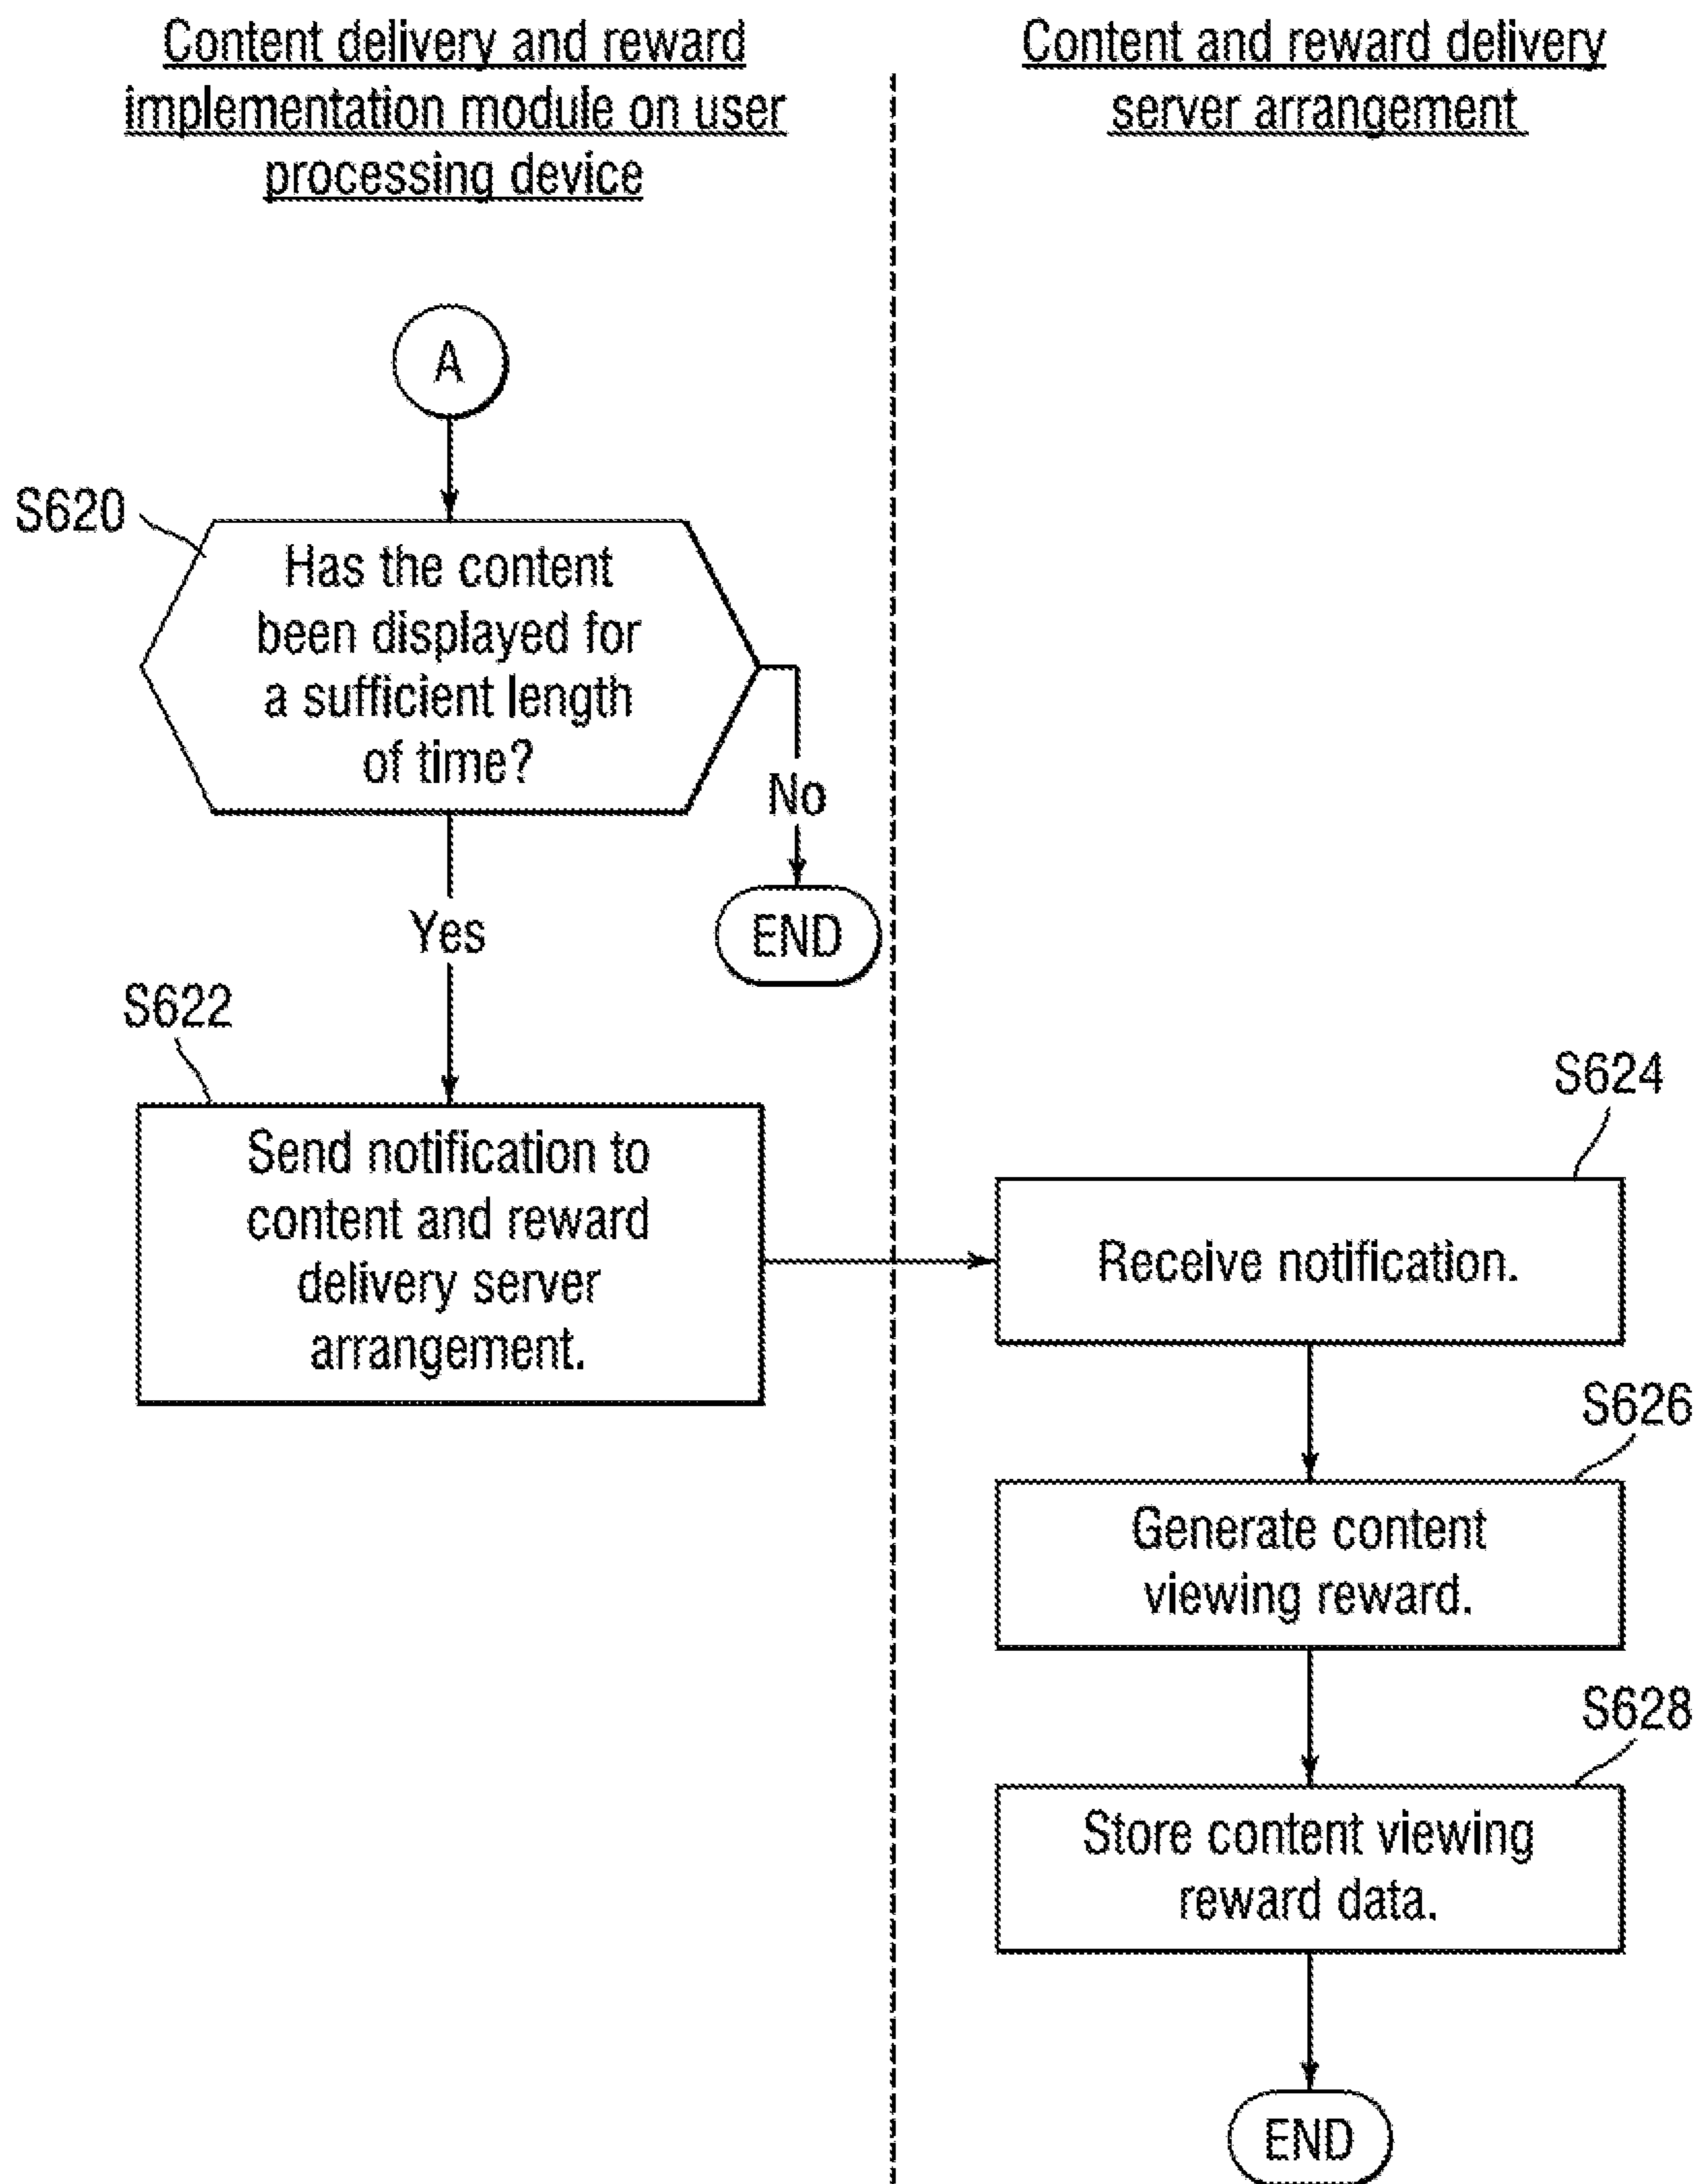 Content delivery and reward
implementation module on user
processing device
Content and reward delivery
server arrangement
A
S620
Has the content
been displayed for
a sufficient length
of time?
No
END
Yes
S622
Send notification to
content and reward
delivery server
arrangement.
S624
Receive notification.
S626
Generate content
viewing reward.
S628
Store content viewing
reward data.
END